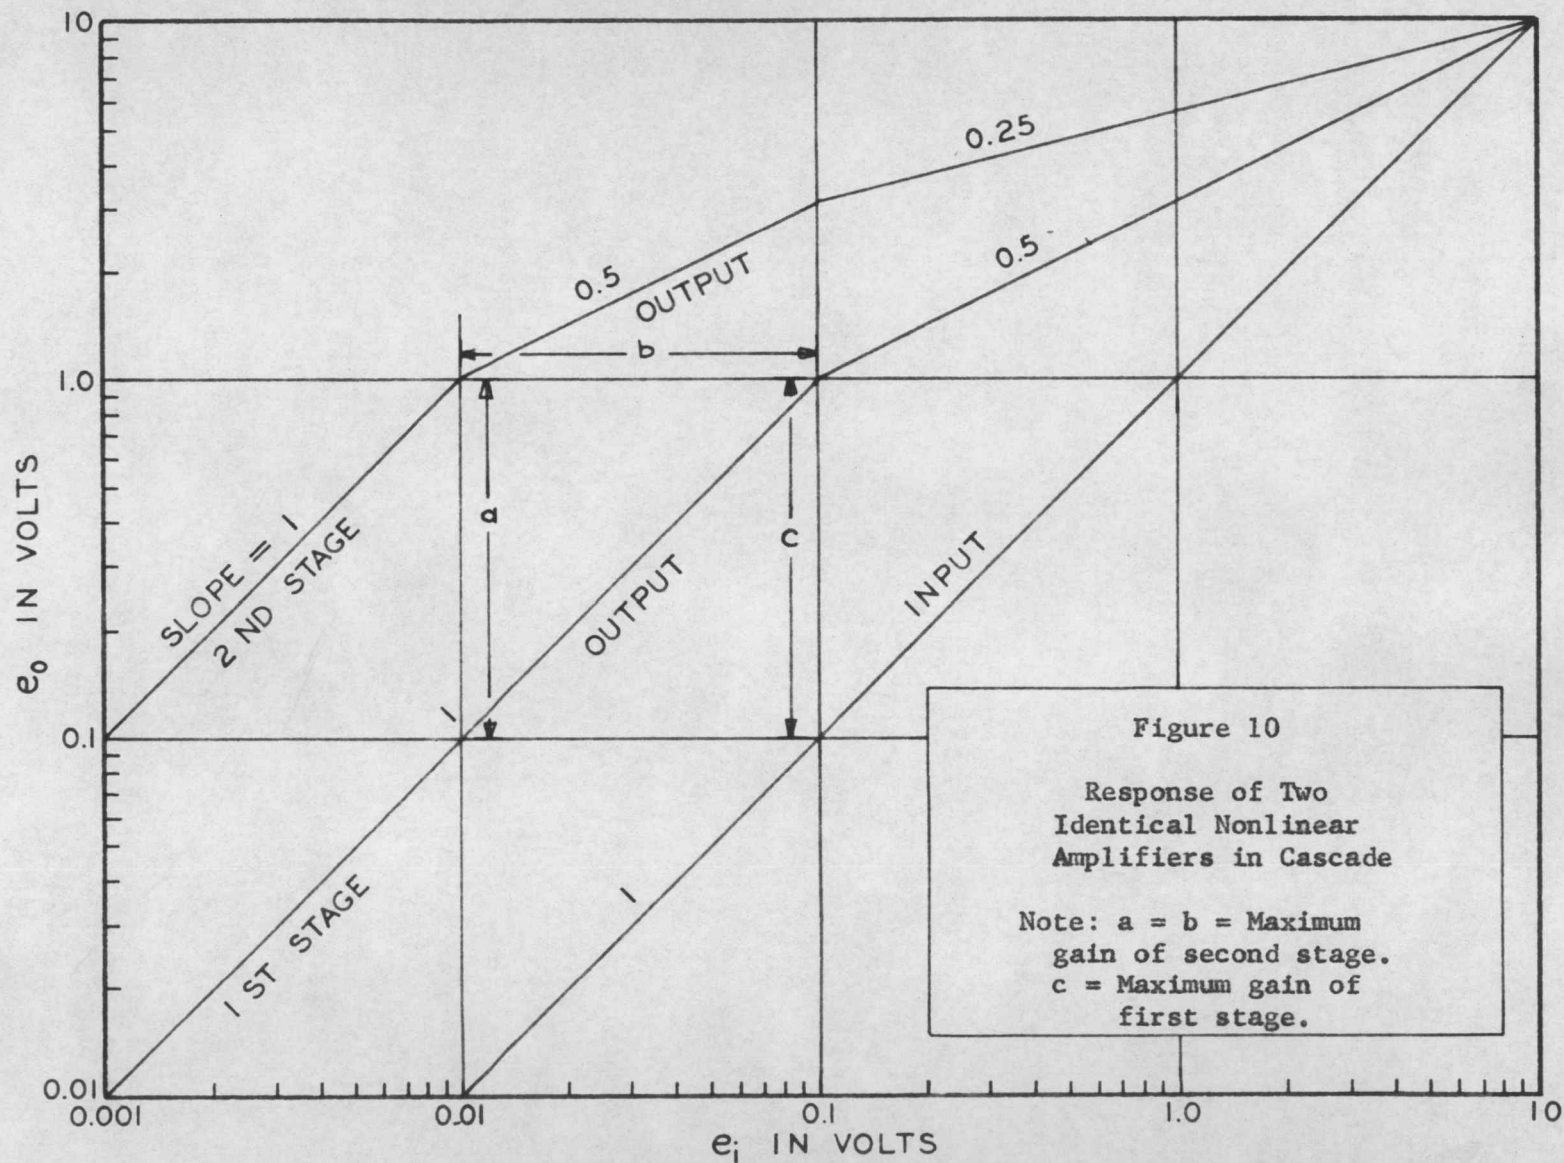 10
1.0
0.1
0.01
e₀ IN VOLTS
0.001
0.01
0.1
1.0
10
eᵢ IN VOLTS
SLOPE = 1
2 ND STAGE
0.5
OUTPUT
0.25
0.5
b
a
c
1
OUTPUT
1 ST STAGE
INPUT
1
Figure 10
Response of Two
Identical Nonlinear
Amplifiers in Cascade
Note: a = b = Maximum
gain of second stage.
c = Maximum gain of
first stage.